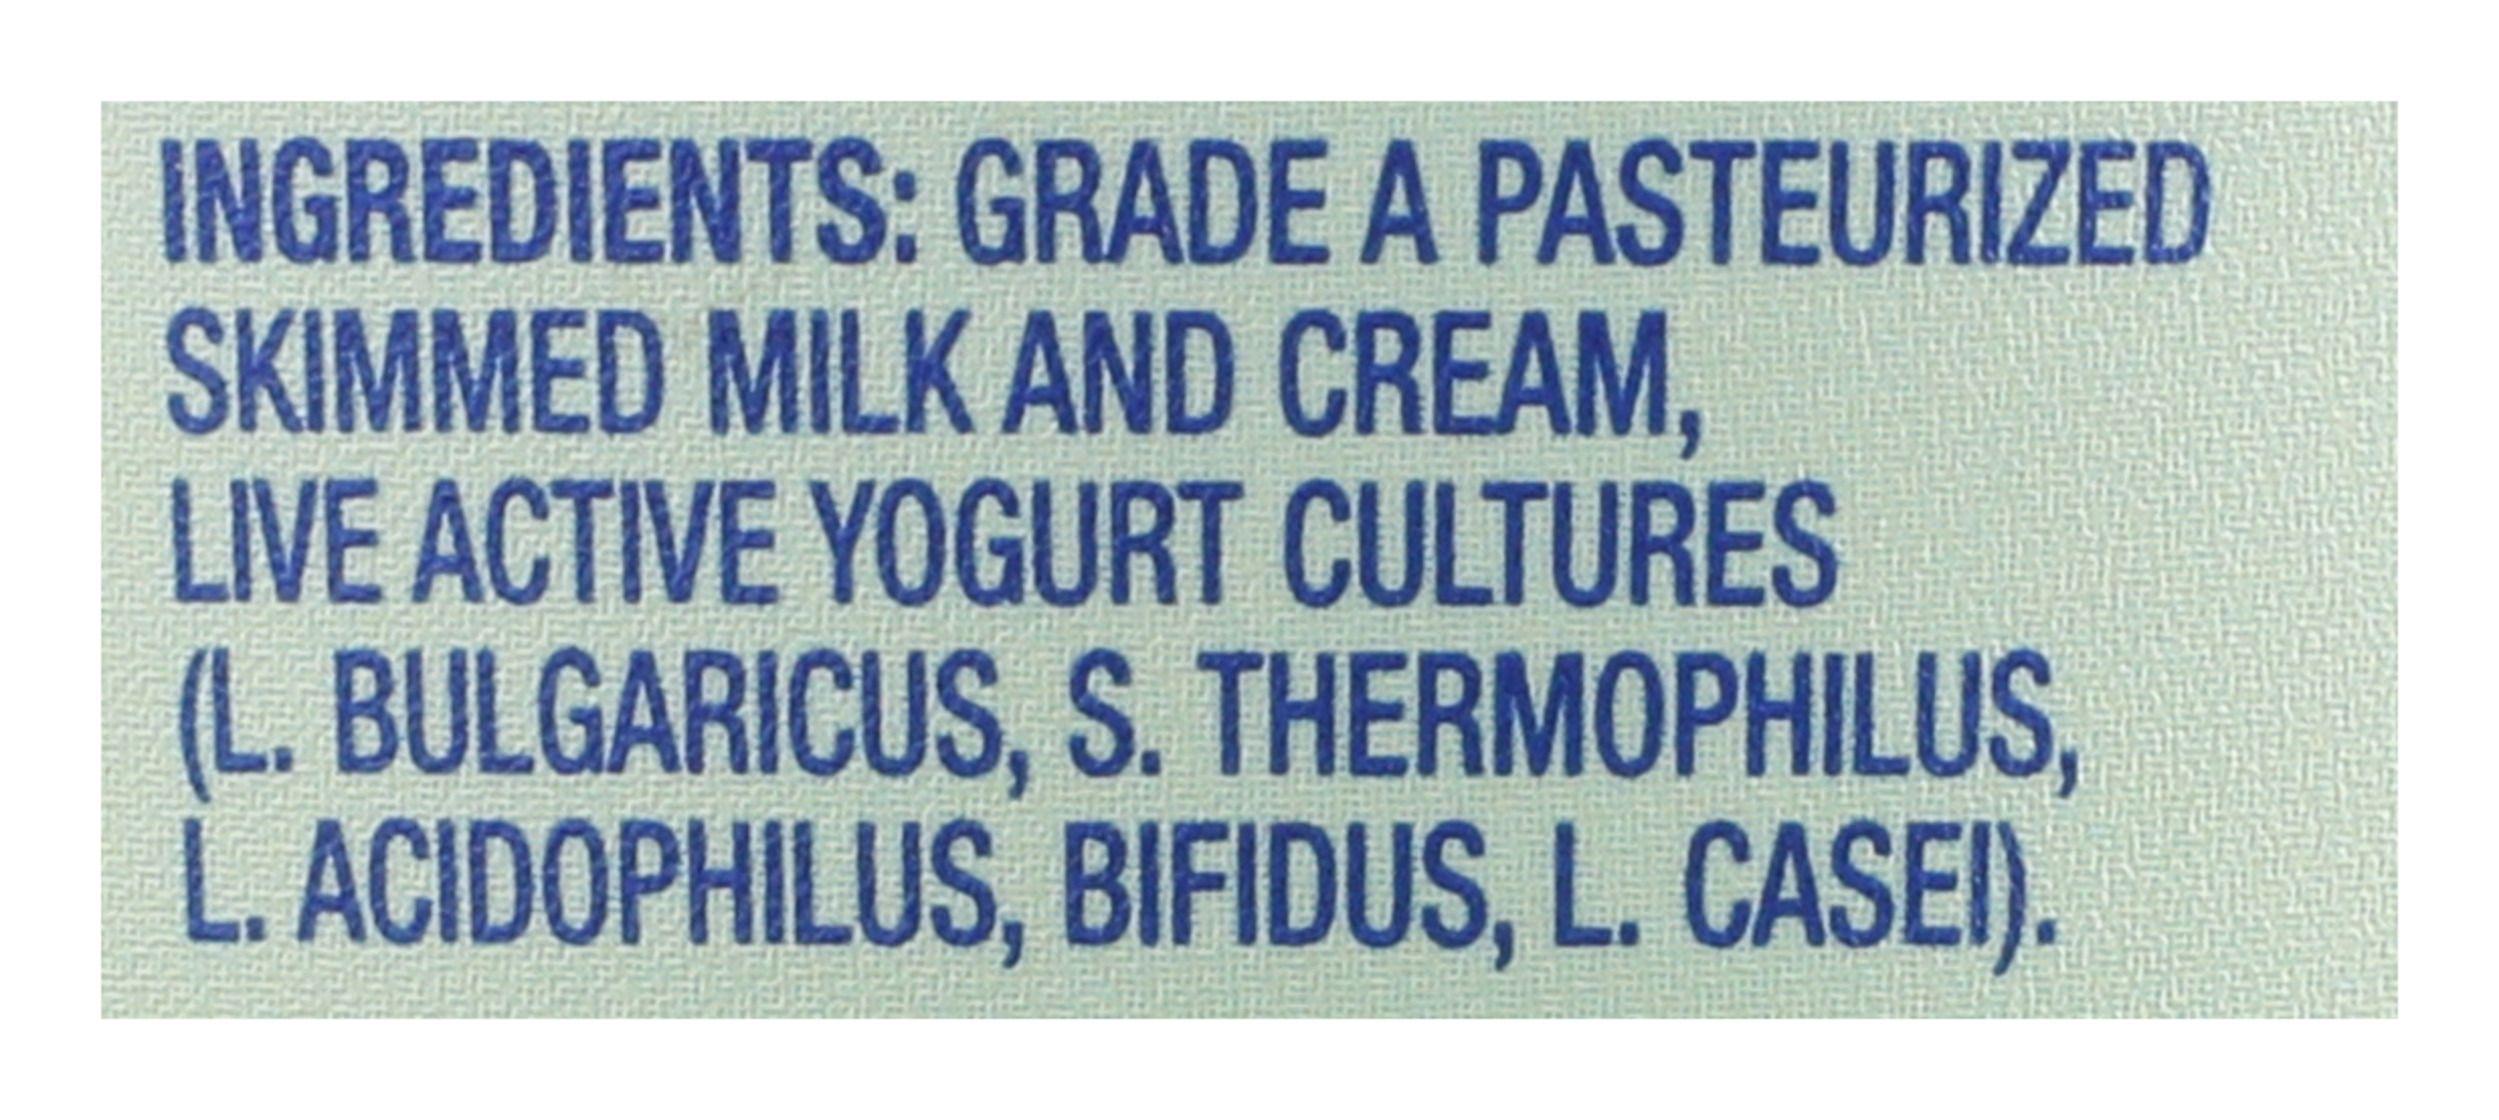 INGREDIENTS: GRADE A PASTEURIZED
SKIMMED MILK AND CREAM,
LIVE ACTIVE YOGURT CULTURES
(L. BULGARICUS, S. THERMOPHILUS,
L. ACIDOPHILUS, BIFIDUS, L. CASEI).